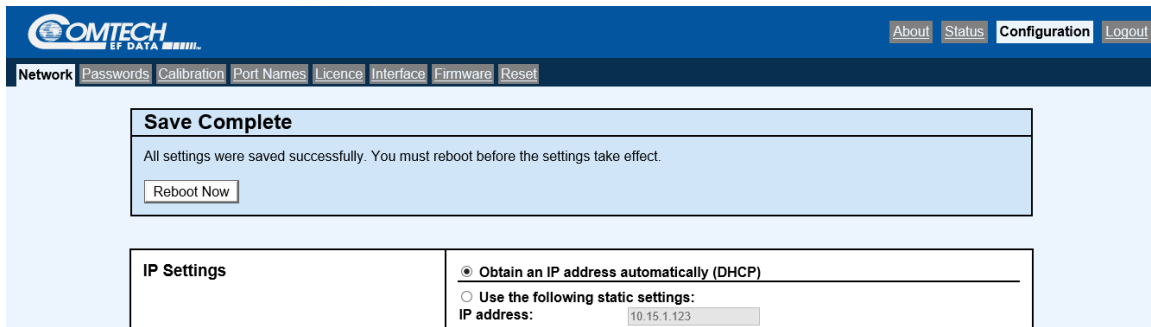 COMTECH
EF DATA
About Status Configuration Logout
Network Passwords Calibration Port Names Licence Interface Firmware Reset
Save Complete
All settings were saved successfully. You must reboot before the settings take effect.
Reboot Now
IP Settings
Obtain an IP address automatically (DHCP)
Use the following static settings:
IP address: 10.15.1.123